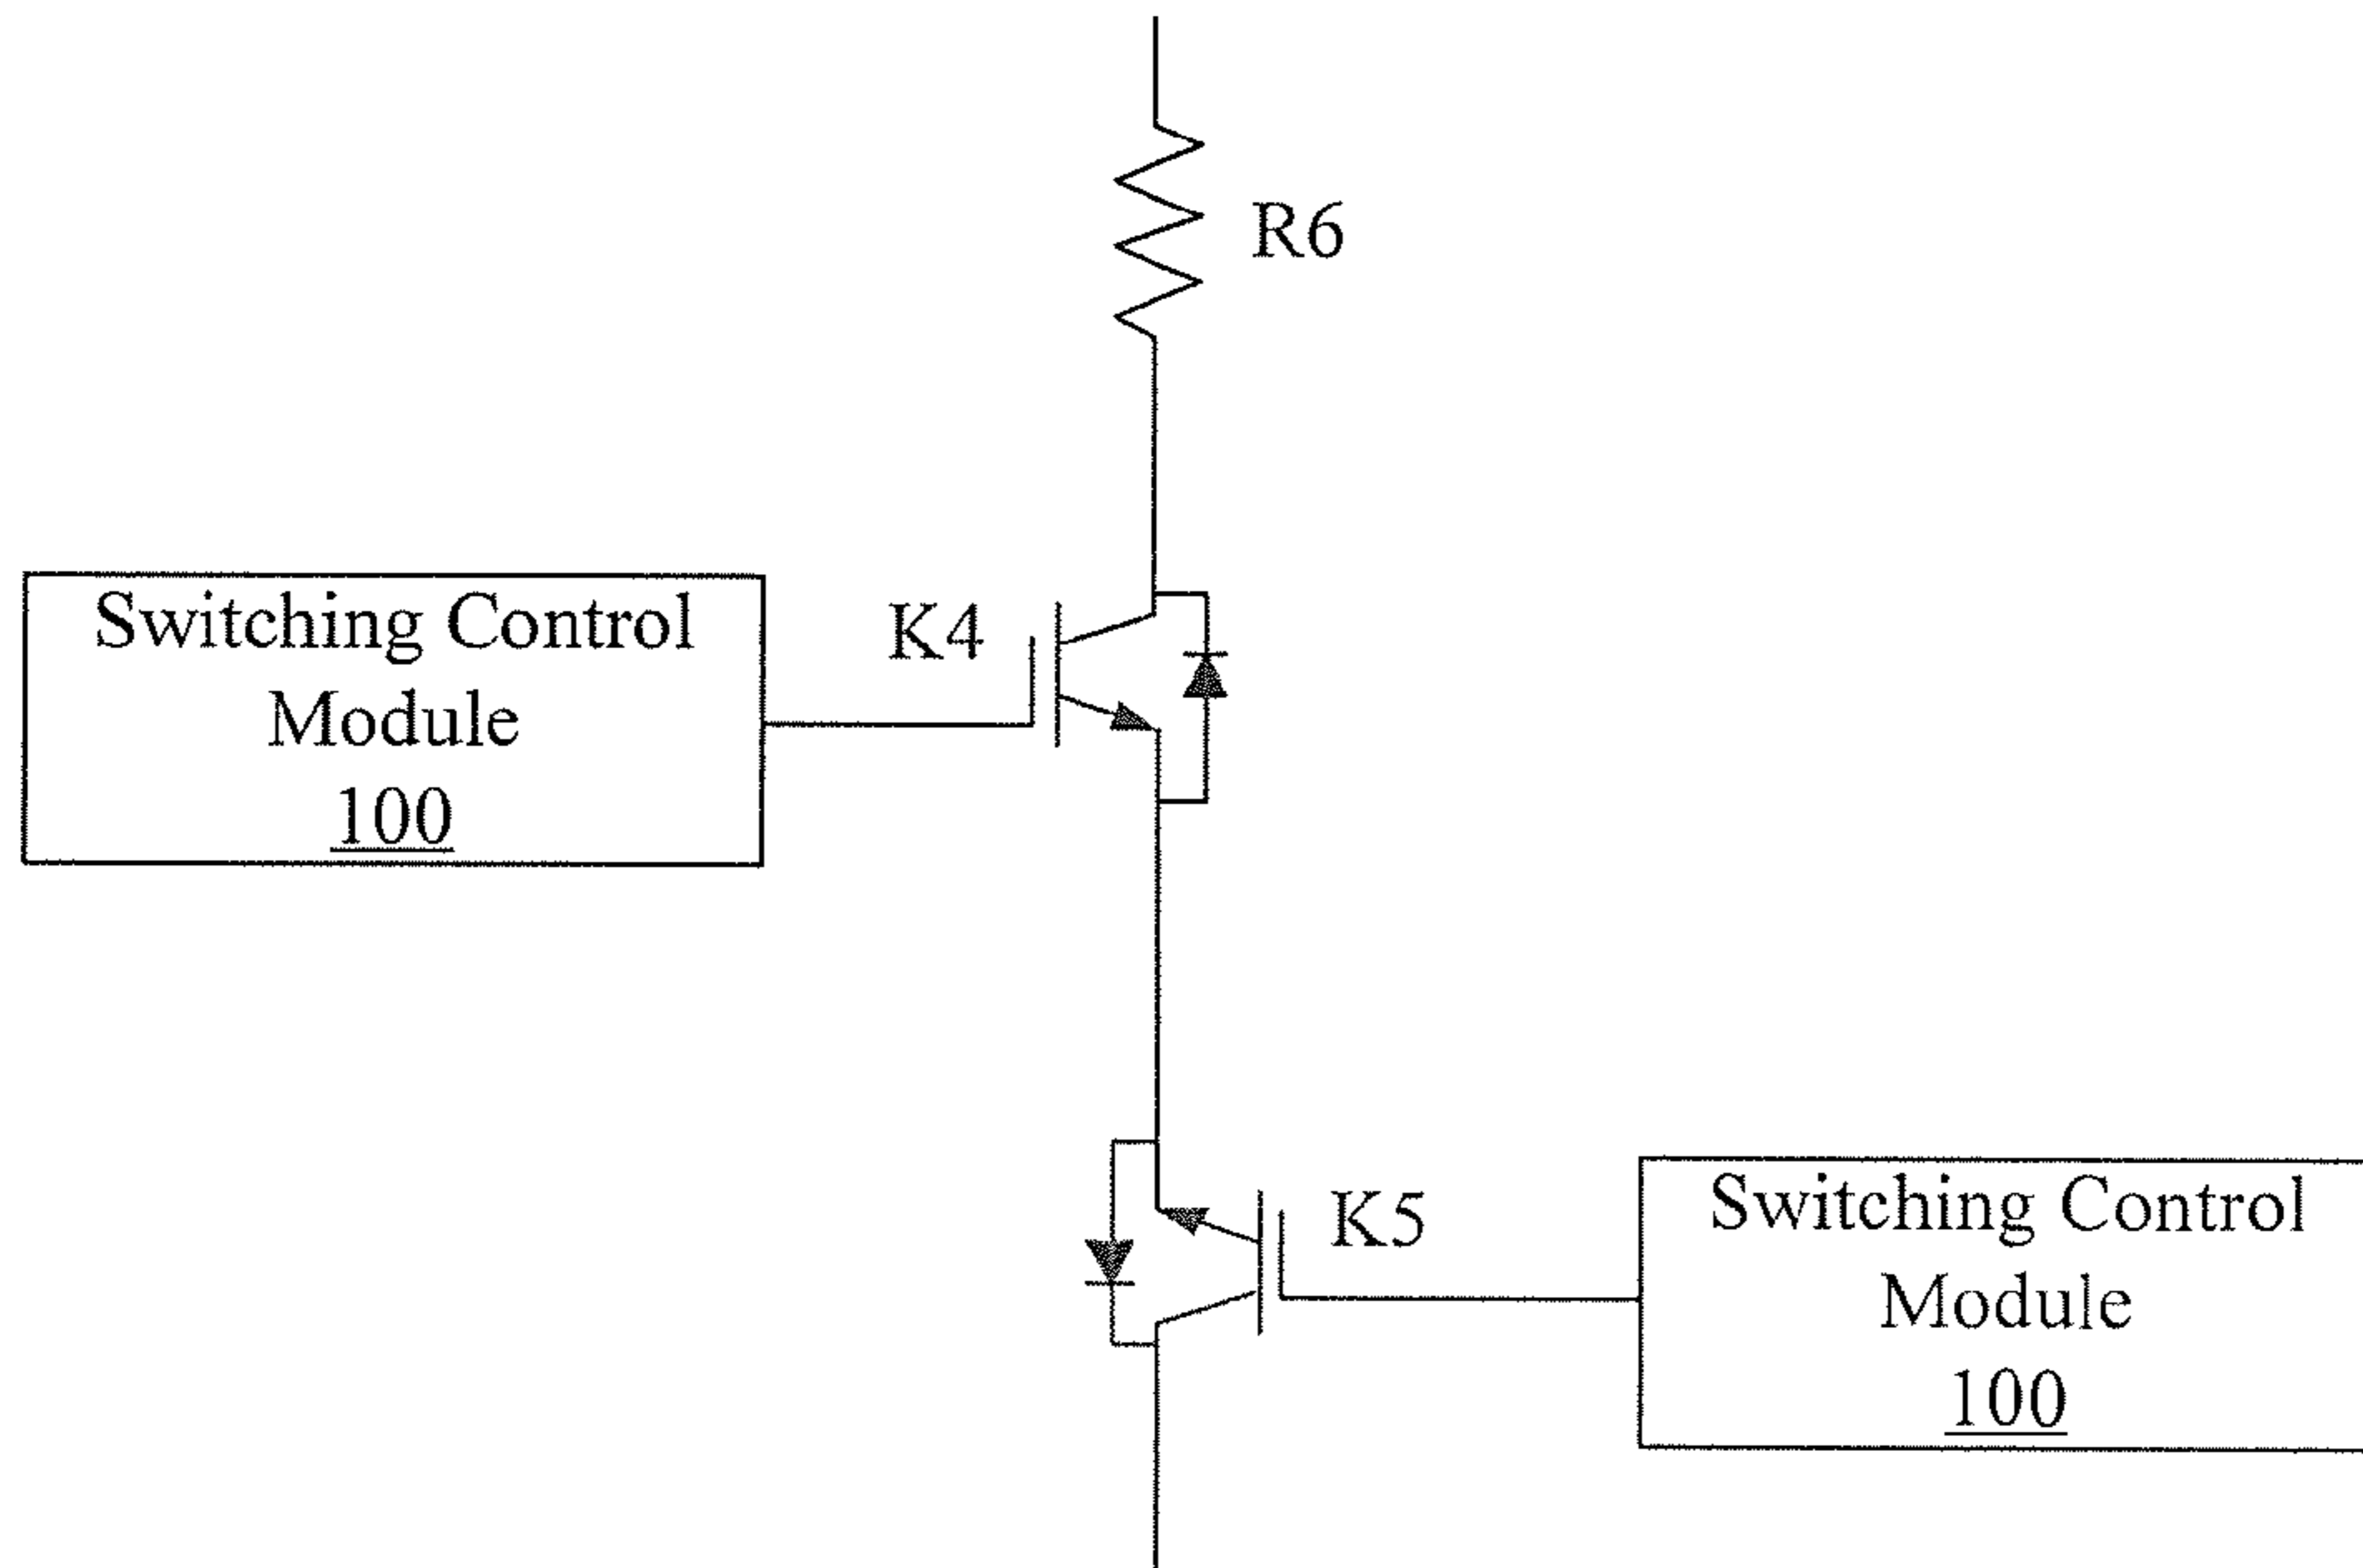 R6
Switching Control
Module
100
K4
K5
Switching Control
Module
100